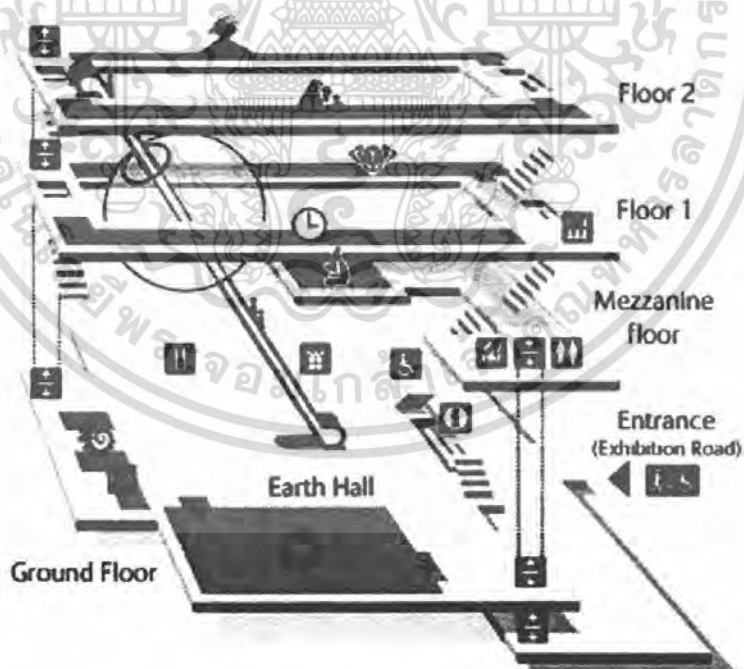 Floor 2
Floor 1
Mezzanine
floor
Entrance
(Exhibition Road)
Earth Hall
Ground Floor